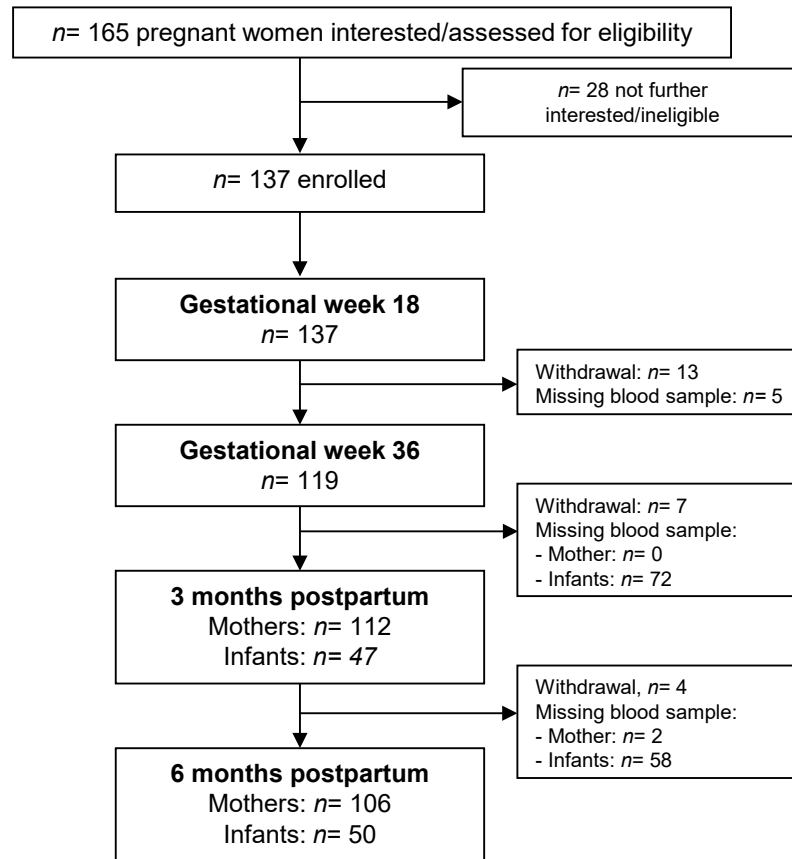 n= 165 pregnant women interested/assessed for eligibility
n= 28 not further
interested/ineligible
n= 137 enrolled
Gestational week 18
n= 137
Withdrawal: n= 13
Missing blood sample: n= 5
Gestational week 36
n= 119
Withdrawal: n= 7
Missing blood sample:
- Mother: n= 0
- Infants: n= 72
3 months postpartum
Mothers: n= 112
Infants: n= 47
Withdrawal, n= 4
Missing blood sample:
- Mother: n= 2
- Infants: n= 58
6 months postpartum
Mothers: n= 106
Infants: n= 50